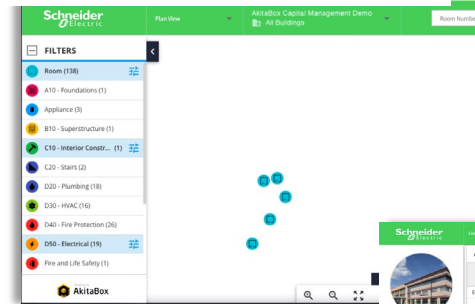 Schneider
Electric
Plan View
AkitaBox Capital Management Demo
All Buildings
Room Number
FILTERS
Room (138)
A10 - Foundations (1)
Appliance (3)
B10 - Superstructure (1)
C10 - Interior Constr... (1)
C20 - Stairs (2)
D20 - Plumbing (18)
D30 - HVAC (16)
D40 - Fire Protection (26)
D50 - Electrical (19)
Fire and Life Safety (1)
AkitaBox
Schneider
Electric